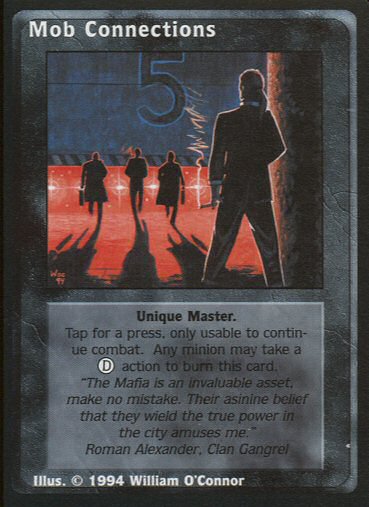 Mob Connections
5
Woc
94
Unique Master.
Tap for a press, only usable to contin-
ue combat. Any minion may take a
D action to burn this card.
"The Mafia is an invaluable asset,
make no mistake. Their asinine belief
that they wield the true power in
the city amuses me."
Roman Alexander, Clan Gangrel
Illus. © 1994 William O'Connor